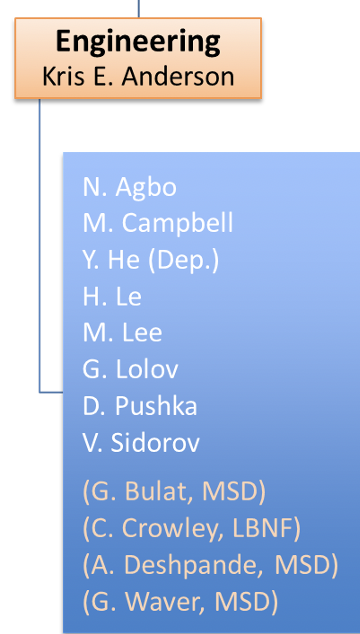 Engineering
Kris E. Anderson
N. Agbo
M. Campbell
Y. He (Dep.)
H. Le
M. Lee
G. Lolov
D. Pushka
V. Sidorov
(G. Bulat, MSD)
(C. Crowley, LBNF)
(A. Deshpande, MSD)
(G. Waver, MSD)